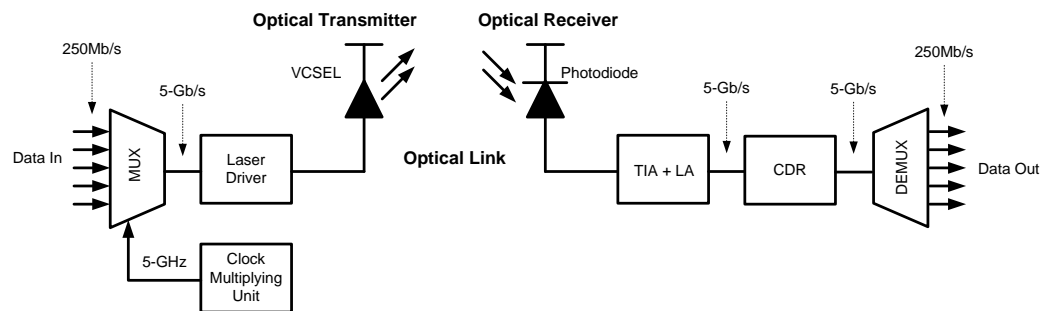 Optical Transmitter
Optical Receiver
250Mb/s
VCSEL
Photodiode
250Mb/s
5-Gb/s
5-Gb/s
5-Gb/s
Data In
MUX
Laser
Driver
Optical Link
TIA + LA
CDR
DEMUX
Data Out
5-GHz
Clock
Multiplying
Unit